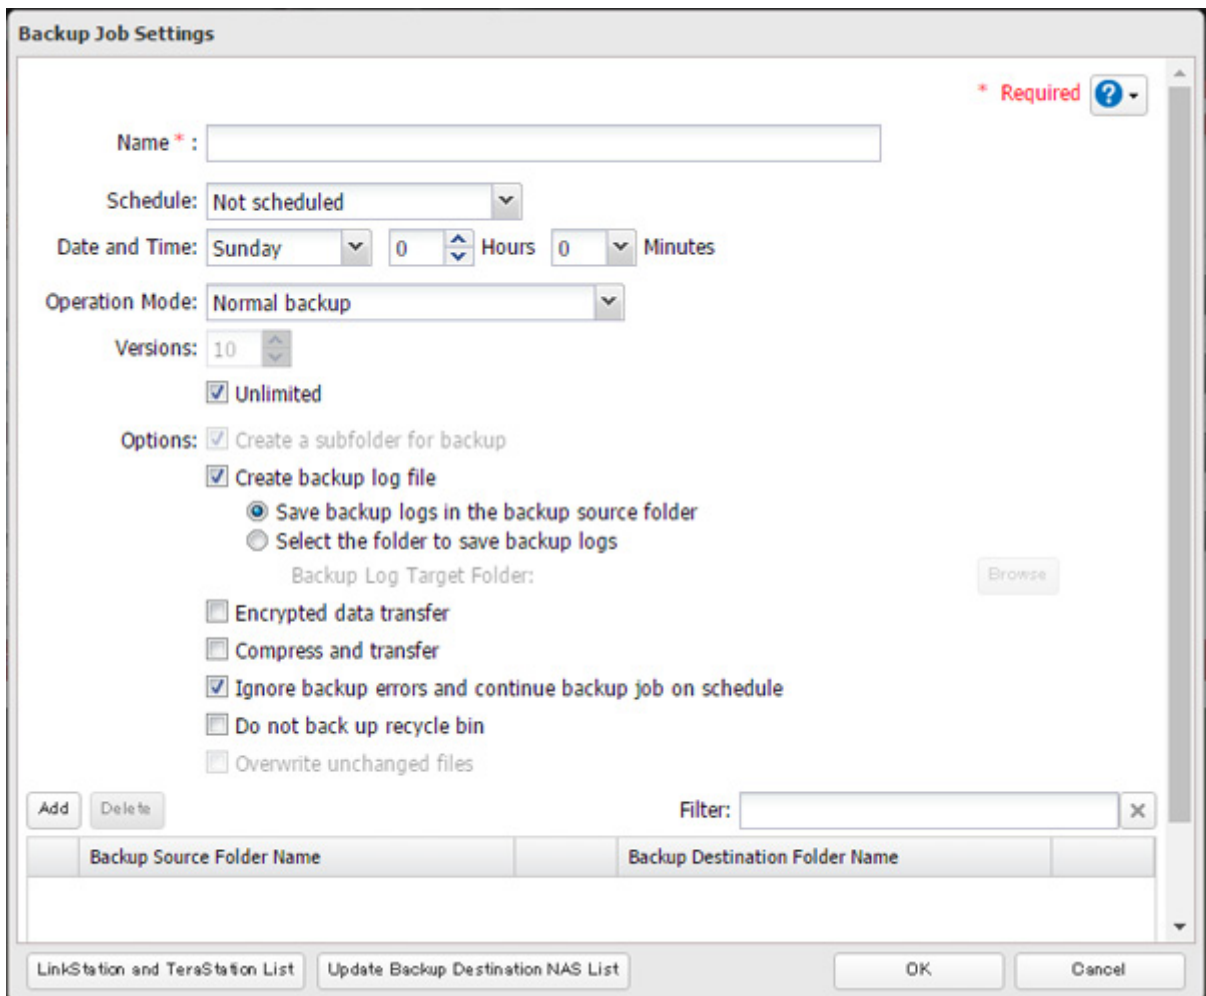 Backup Job Settings
* Required
Name * :
Schedule: Not scheduled
Date and Time: Sunday 0 Hours 0 Minutes
Operation Mode: Normal backup
Versions: 10
Unlimited
Options: Create a subfolder for backup
Create backup log file
Save backup logs in the backup source folder
Select the folder to save backup logs
Backup Log Target Folder: Browse
Encrypted data transfer
Compress and transfer
Ignore backup errors and continue backup job on schedule
Do not back up recycle bin
Overwrite unchanged files
Add Delete Filter:
Backup Source Folder Name Backup Destination Folder Name
LinkStation and TeraStation List Update Backup Destination NAS List OK Cancel